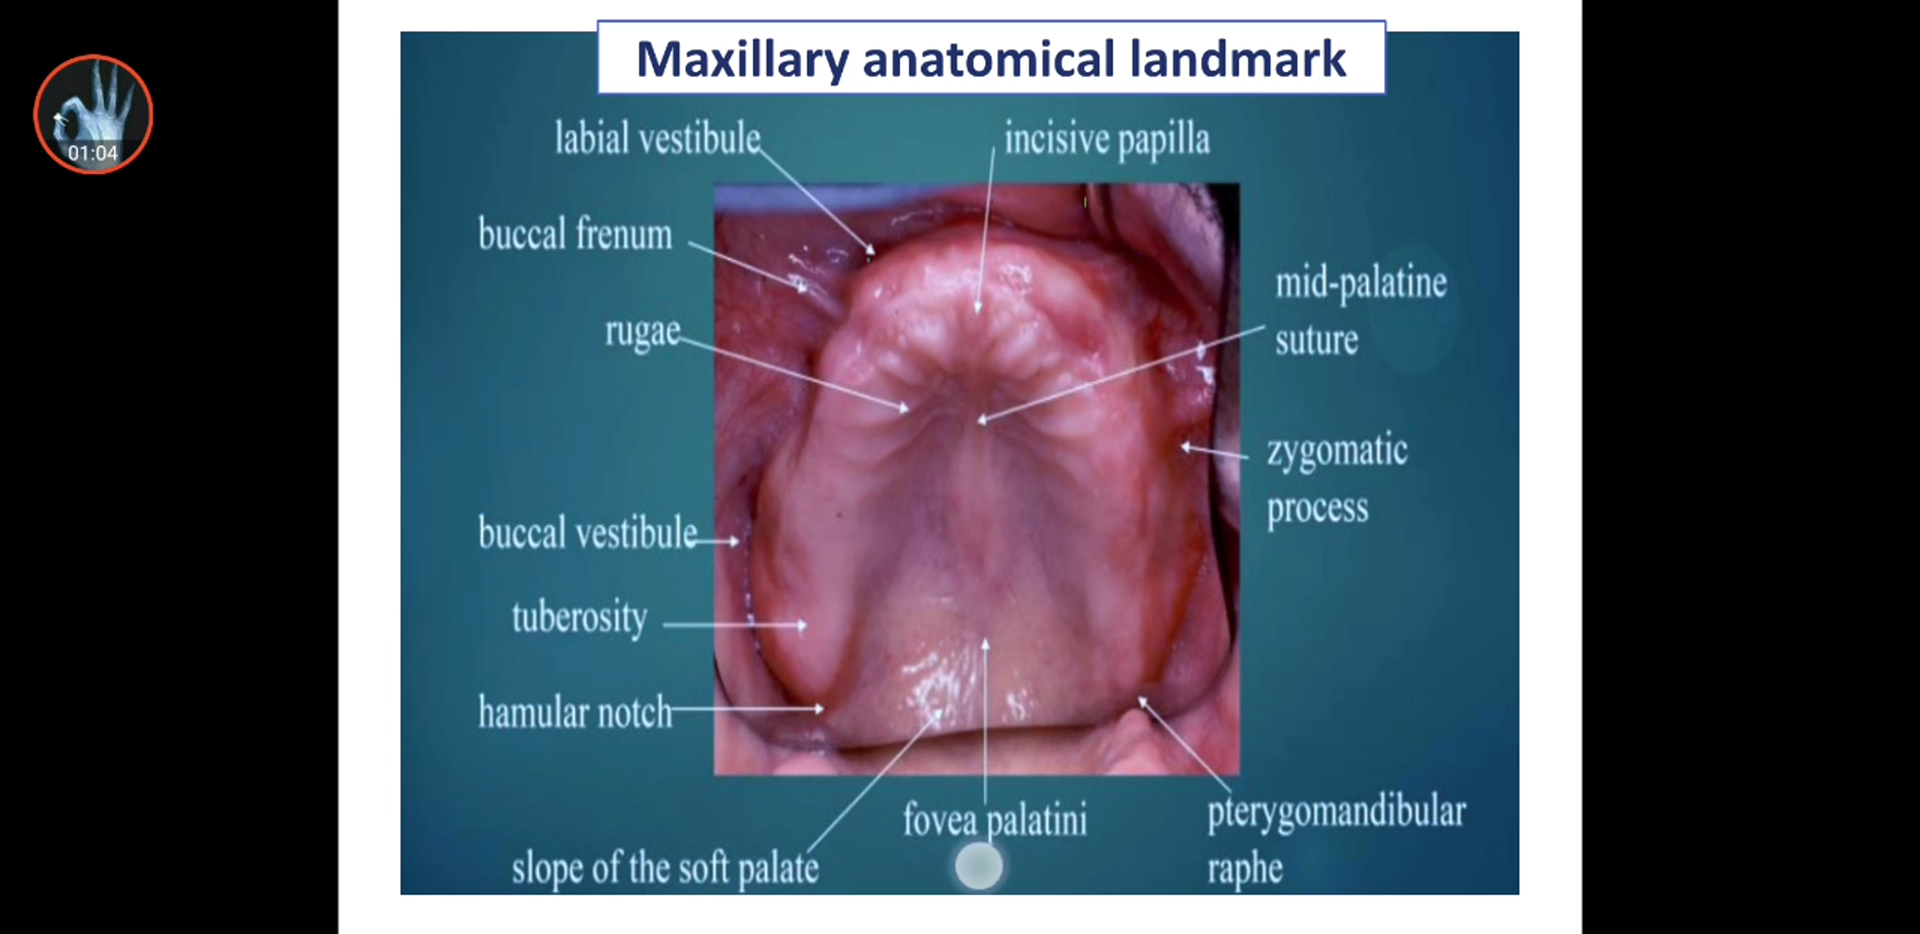 Maxillary anatomical landmark
01:04
labial vestibule
incisive papilla
buccal frenum
mid-palatine
suture
rugae
zygomatic
process
buccal vestibule
tuberosity
hamular notch
fovea palatini
pterygomandibular
raphe
slope of the soft palate